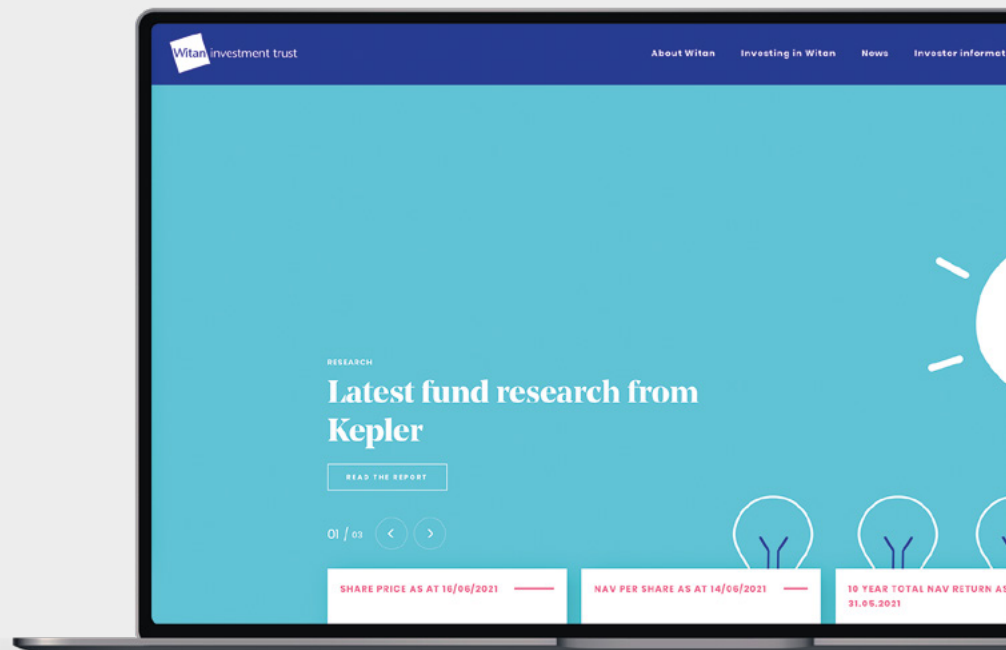 Witan investment trust
About Witan Investing in Witan News Investor informat
RESEARCH
Latest fund research from
Kepler
READ THE REPORT
01 / 03
SHARE PRICE AS AT 16/06/2021
NAV PER SHARE AS AT 14/06/2021
10 YEAR TOTAL NAV RETURN AS
31.05.2021